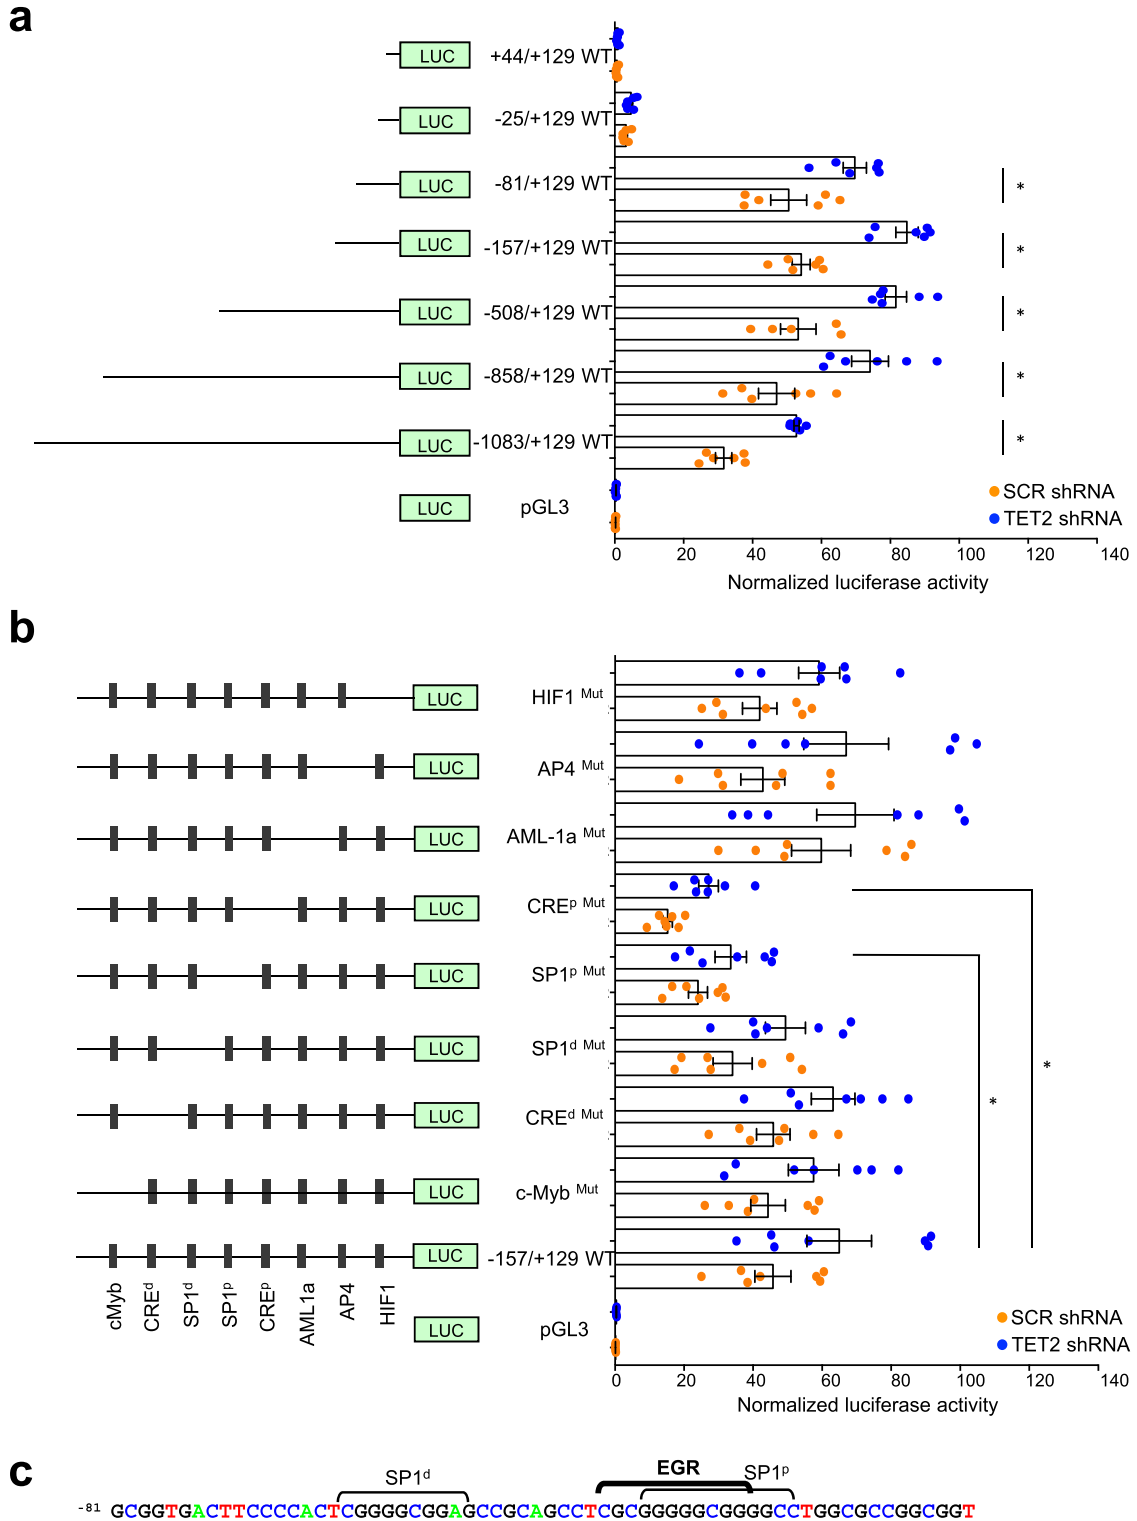 a
LUC +44/+129 WT
LUC -25/+129 WT
LUC -81/+129 WT *
LUC -157/+129 WT *
LUC -508/+129 WT *
LUC -858/+129 WT *
LUC -1083/+129 WT *
LUC pGL3
SCR shRNA
TET2 shRNA
0 20 40 60 80 100 120 140
Normalized luciferase activity
b
LUC HIF1 Mut
LUC AP4 Mut
LUC AML-1a Mut
LUC CREp Mut
LUC SP1p Mut
LUC SP1d Mut
LUC CREd Mut
LUC c-Myb Mut
LUC -157/+129 WT
* *
cMyb CREd SP1d SP1p CREp AML1a AP4 HIF1
LUC pGL3
SCR shRNA
TET2 shRNA
0 20 40 60 80 100 120 140
Normalized luciferase activity
c
SP1d EGR SP1p
-81 GCGGTGACTTCCCCACTCGGGGCGGAGCCGCAGCCTCGCGGGGGCGGGGCCTGGCGCCGGCGGT